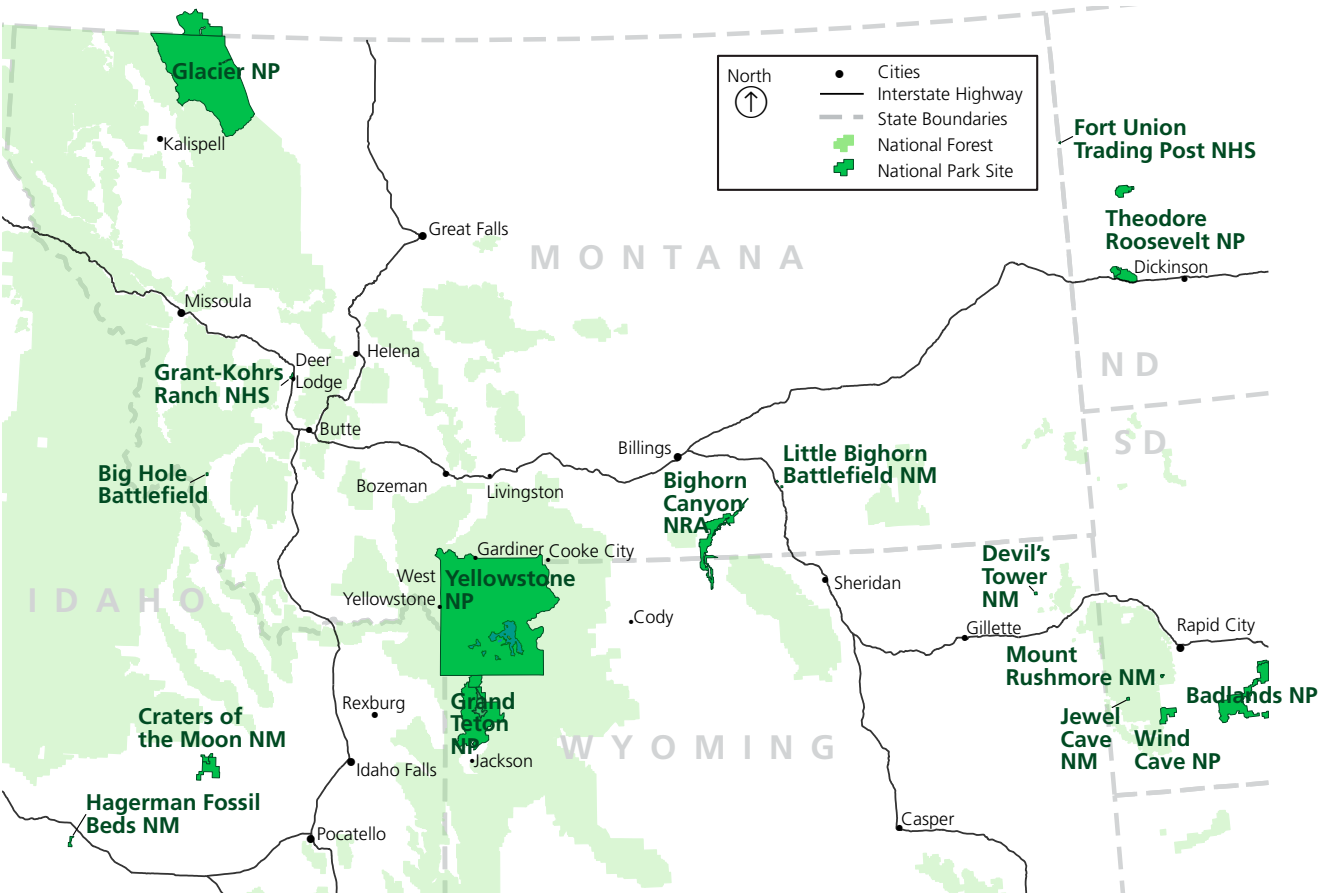 Glacier NP
Kalispell
North
Cities
Interstate Highway
State Boundaries
National Forest
National Park Site
Fort Union
Trading Post NHS
Theodore
Roosevelt NP
Dickinson
Great Falls
MONTANA
Missoula
Helena
Deer
Lodge
Grant-Kohrs
Ranch NHS
Butte
ND
SD
Big Hole
Battlefield
Bozeman
Livingston
Billings
Bighorn
Canyon
NRA
Little Bighorn
Battlefield NM
Gardiner
Cooke City
West
Yellowstone
Yellowstone
NP
IDAHO
Cody
Sheridan
Devil’s
Tower
NM
Gillette
Rapid City
Mount
Rushmore NM
Badlands NP
Jewel
Cave
NM
Wind
Cave NP
Rexburg
Grand
Teton
NP
Jackson
WYOMING
Craters of
the Moon NM
Idaho Falls
Hagerman Fossil
Beds NM
Pocatello
Casper